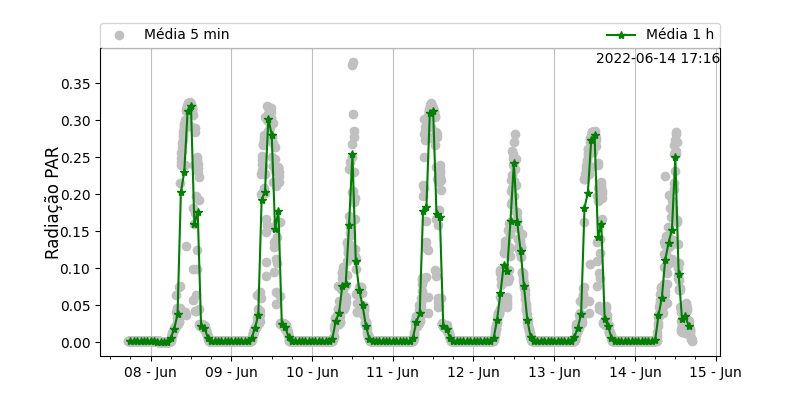 Média 5 min
Média 1 h
2022-06-14 17:16
Radiação PAR
0.35
0.30
0.25
0.20
0.15
0.10
0.05
0.00
08 - Jun
09 - Jun
10 - Jun
11 - Jun
12 - Jun
13 - Jun
14 - Jun
15 - Jun